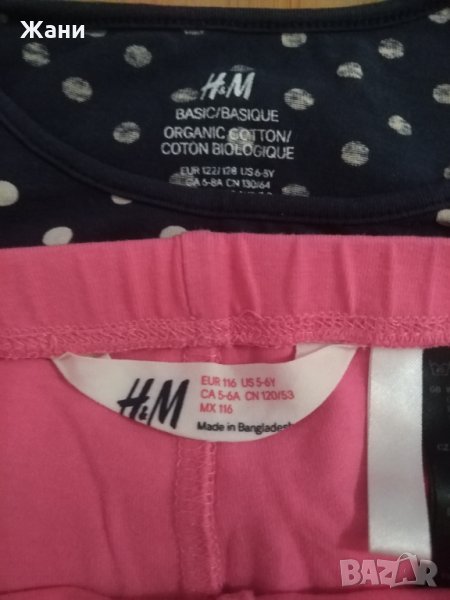 Жани
H&M
BASIC/BASIQUE
ORGANIC COTTON/
COTON BIOLOGIQUE
EUR 122/128 US 6-8Y
CA 6-8A CN 130/64
H&M
EUR 116 US 5-6Y
CA 5-6A CN 120/53
MX 116
Made in Bangladesh
BAZAR